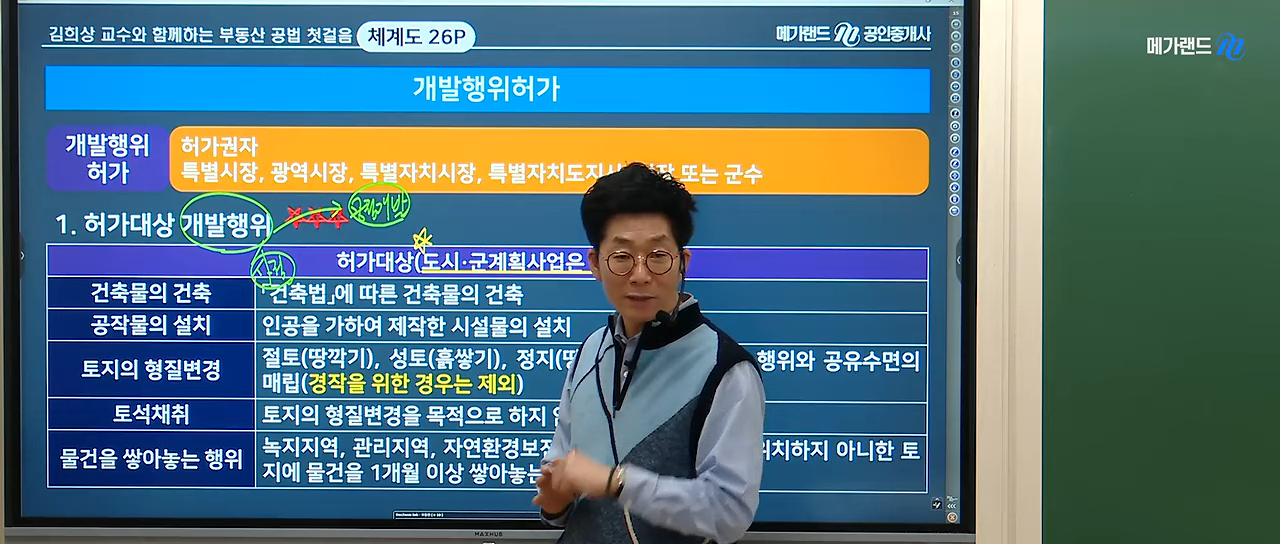 김희상 교수와 함께하는 부동산 공법 첫걸음 체계도 26P
메가랜드 공인중개사
메가랜드
개발행위허가
개발행위
허가
허가권자
특별시장, 광역시장, 특별자치시장, 특별자치도지사 또는 군수
1. 허가대상 개발행위
허가대상(도시·군계획사업은
건축물의 건축
「건축법」에 따른 건축물의 건축
공작물의 설치
인공을 가하여 제작한 시설물의 설치
토지의 형질변경
절토(땅깍기), 성토(흙쌓기), 정지( 행위와 공유수면의
매립(경작을 위한 경우는 제외)
토석채취
토지의 형질변경을 목적으로 하지
물건을 쌓아놓는 행위
녹지지역, 관리지역, 자연환경보전 위치하지 아니한 토
지에 물건을 1개월 이상 쌓아놓는
MAXHUB